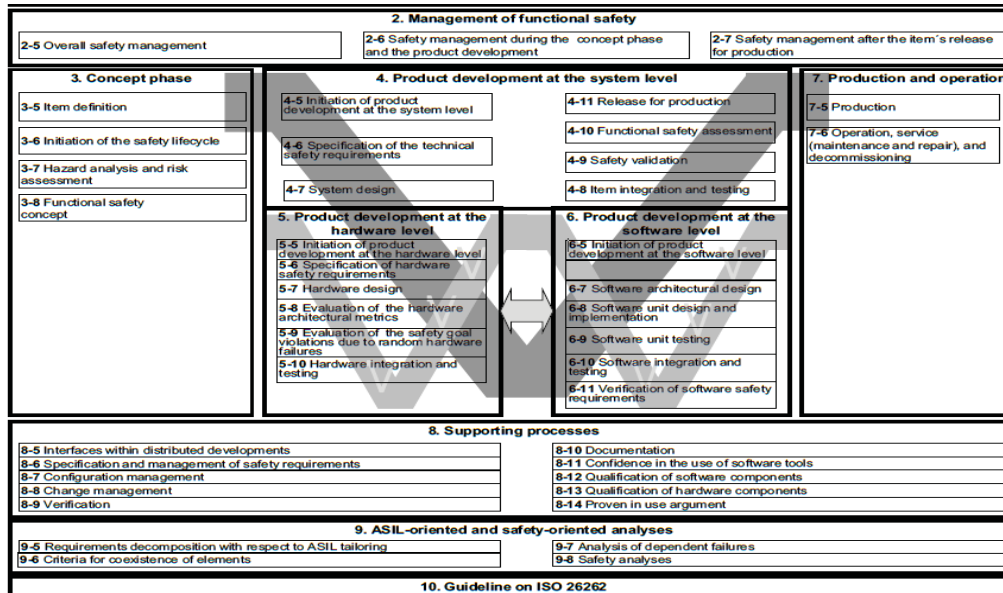 2. Management of functional safety
2-5 Overall safety management
2-6 Safety management during the concept phase
and the product development
2-7 Safety management after the item´s release
for production
3. Concept phase
3-5 Item definition
3-6 Initiation of the safety lifecycle
3-7 Hazard analysis and risk
assessment
3-8 Functional safety
concept
4. Product development at the system level
4-5 Initiation of product
development at the system level
4-6 Specification of the technical
safety requirements
4-7 System design
4-11 Release for production
4-10 Functional safety assessment
4-9 Safety validation
4-8 Item integration and testing
7. Production and operation
7-5 Production
7-6 Operation, service
(maintenance and repair), and
decommissioning
5. Product development at the
hardware level
5-5 Initiation of product
development at the hardware level
5-6 Specification of hardware
safety requirements
5-7 Hardware design
5-8 Evaluation of the hardware
architectural metrics
5-9 Evaluation of the safety goal
violations due to random hardware
failures
5-10 Hardware integration and
testing
6. Product development at the
software level
6-5 Initiation of product
development at the software level
6-7 Software architectural design
6-8 Software unit design and
implementation
6-9 Software unit testing
6-10 Software integration and
testing
6-11 Verification of software safety
requirements
8. Supporting processes
8-5 Interfaces within distributed developments
8-6 Specification and management of safety requirements
8-7 Configuration management
8-8 Change management
8-9 Verification
8-10 Documentation
8-11 Confidence in the use of software tools
8-12 Qualification of software components
8-13 Qualification of hardware components
8-14 Proven in use argument
9. ASIL-oriented and safety-oriented analyses
9-5 Requirements decomposition with respect to ASIL tailoring
9-6 Criteria for coexistence of elements
9-7 Analysis of dependent failures
9-8 Safety analyses
10. Guideline on ISO 26262